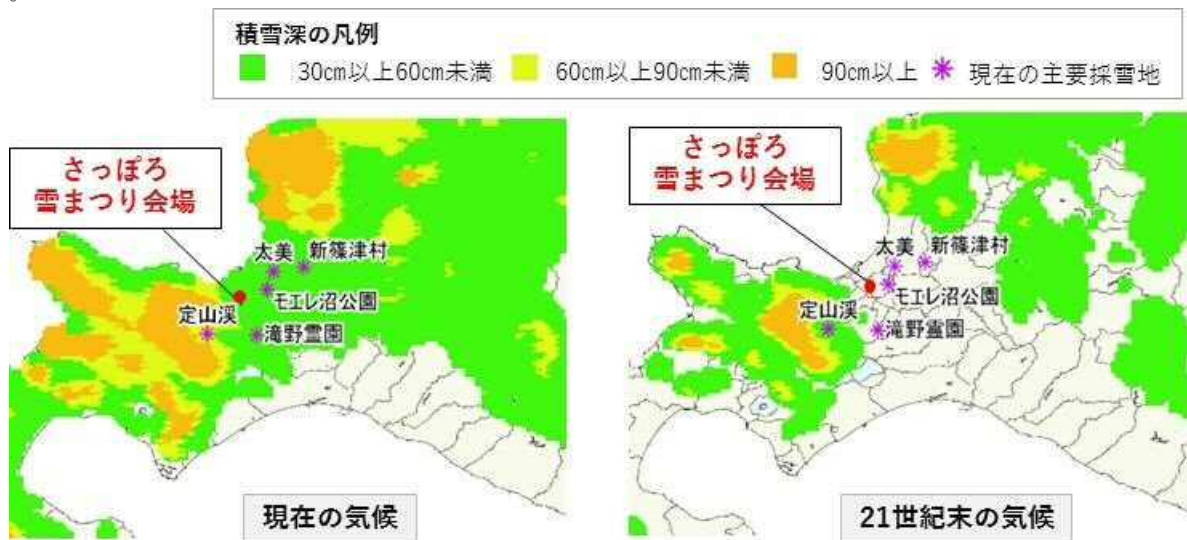 。
積雪深の凡例
30㎝以上60㎝未満 60㎝以上90㎝未満 90㎝以上 現在の主要採雪地
さっぽろ
雪まつり会場
太美 新篠津村
モエレ沼公園
定山渓
滝野霊園
現在の気候
さっぽろ
雪まつり会場
太美 新篠津村
モエレ沼公園
定山渓
滝野霊園
21世紀末の気候